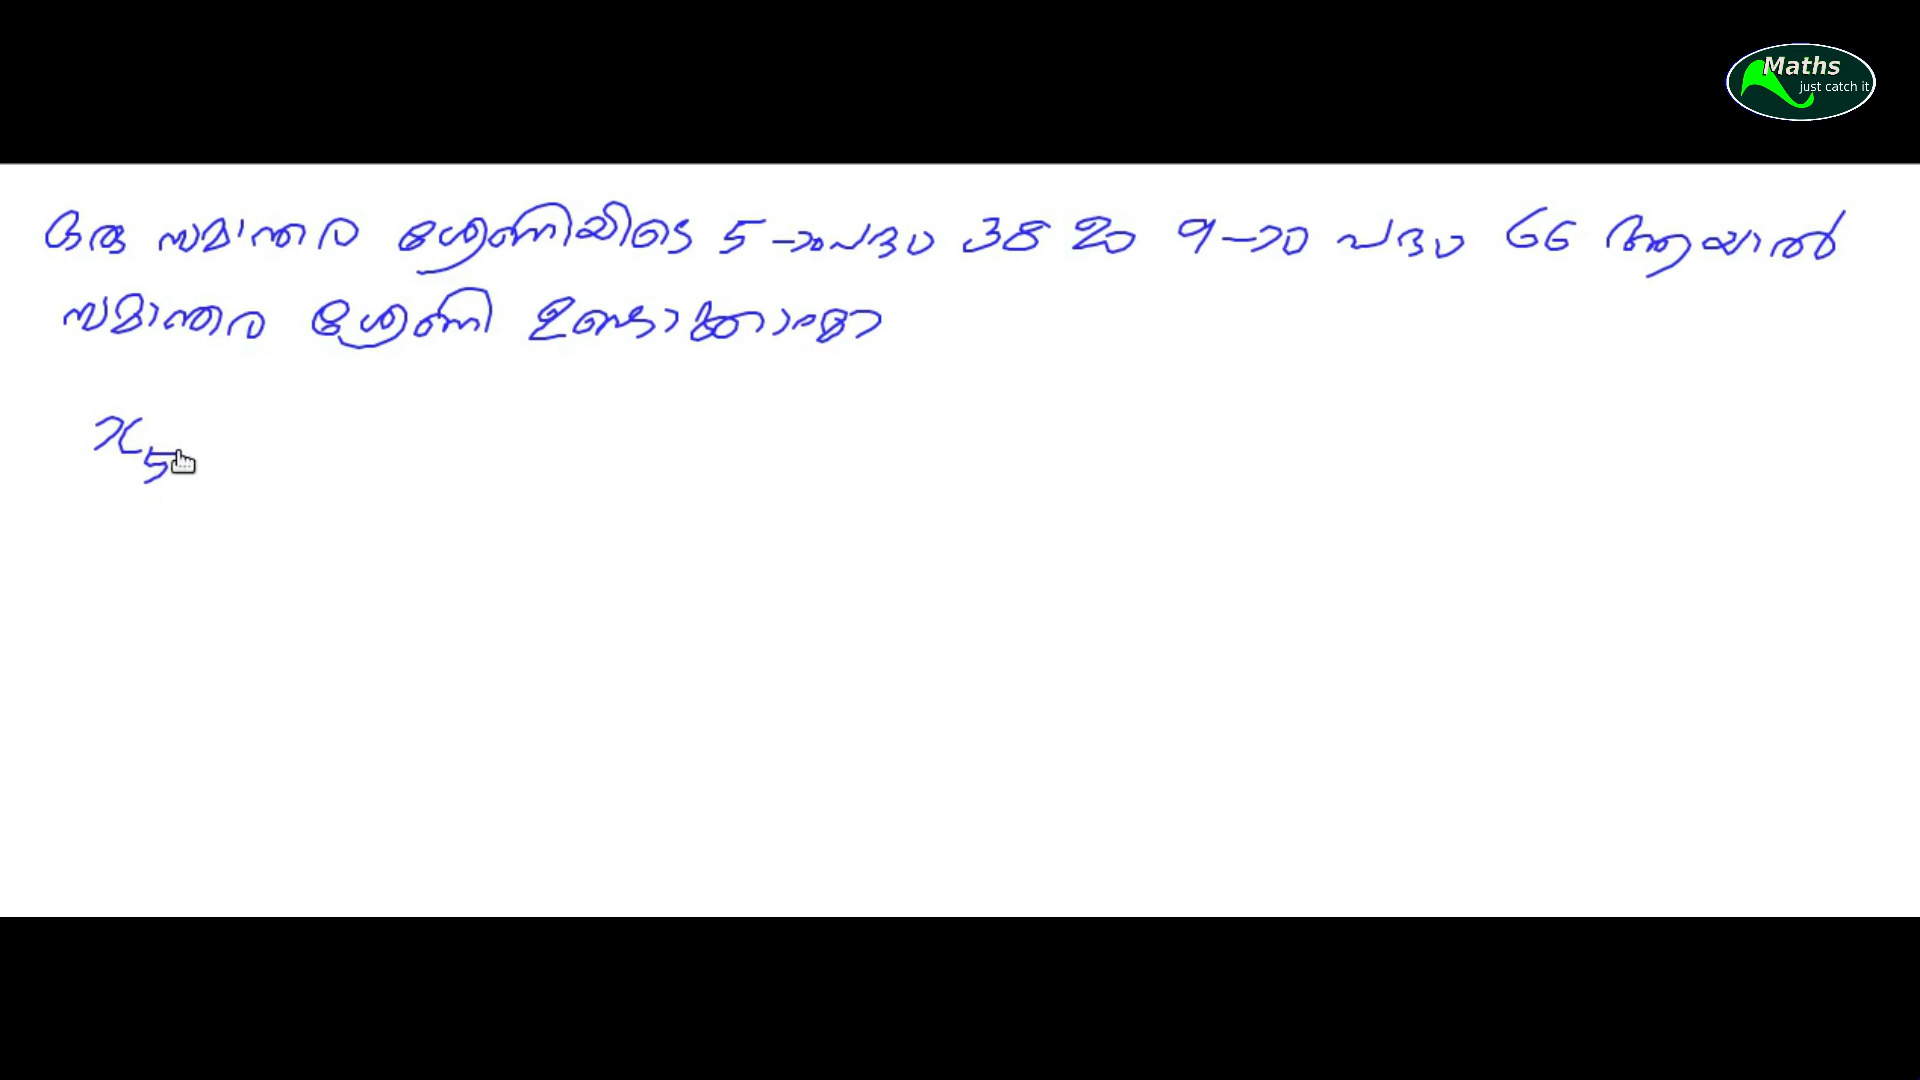 Maths
just catch it
ഒരു സമാന്തര ശ്രേണിയിടെ 5-ാം പദം 38 ഉം 9-ാം പദം 66 ആയാൽ
സമാന്തര ശ്രേണി ഉണ്ടാക്കാമോ
x₅